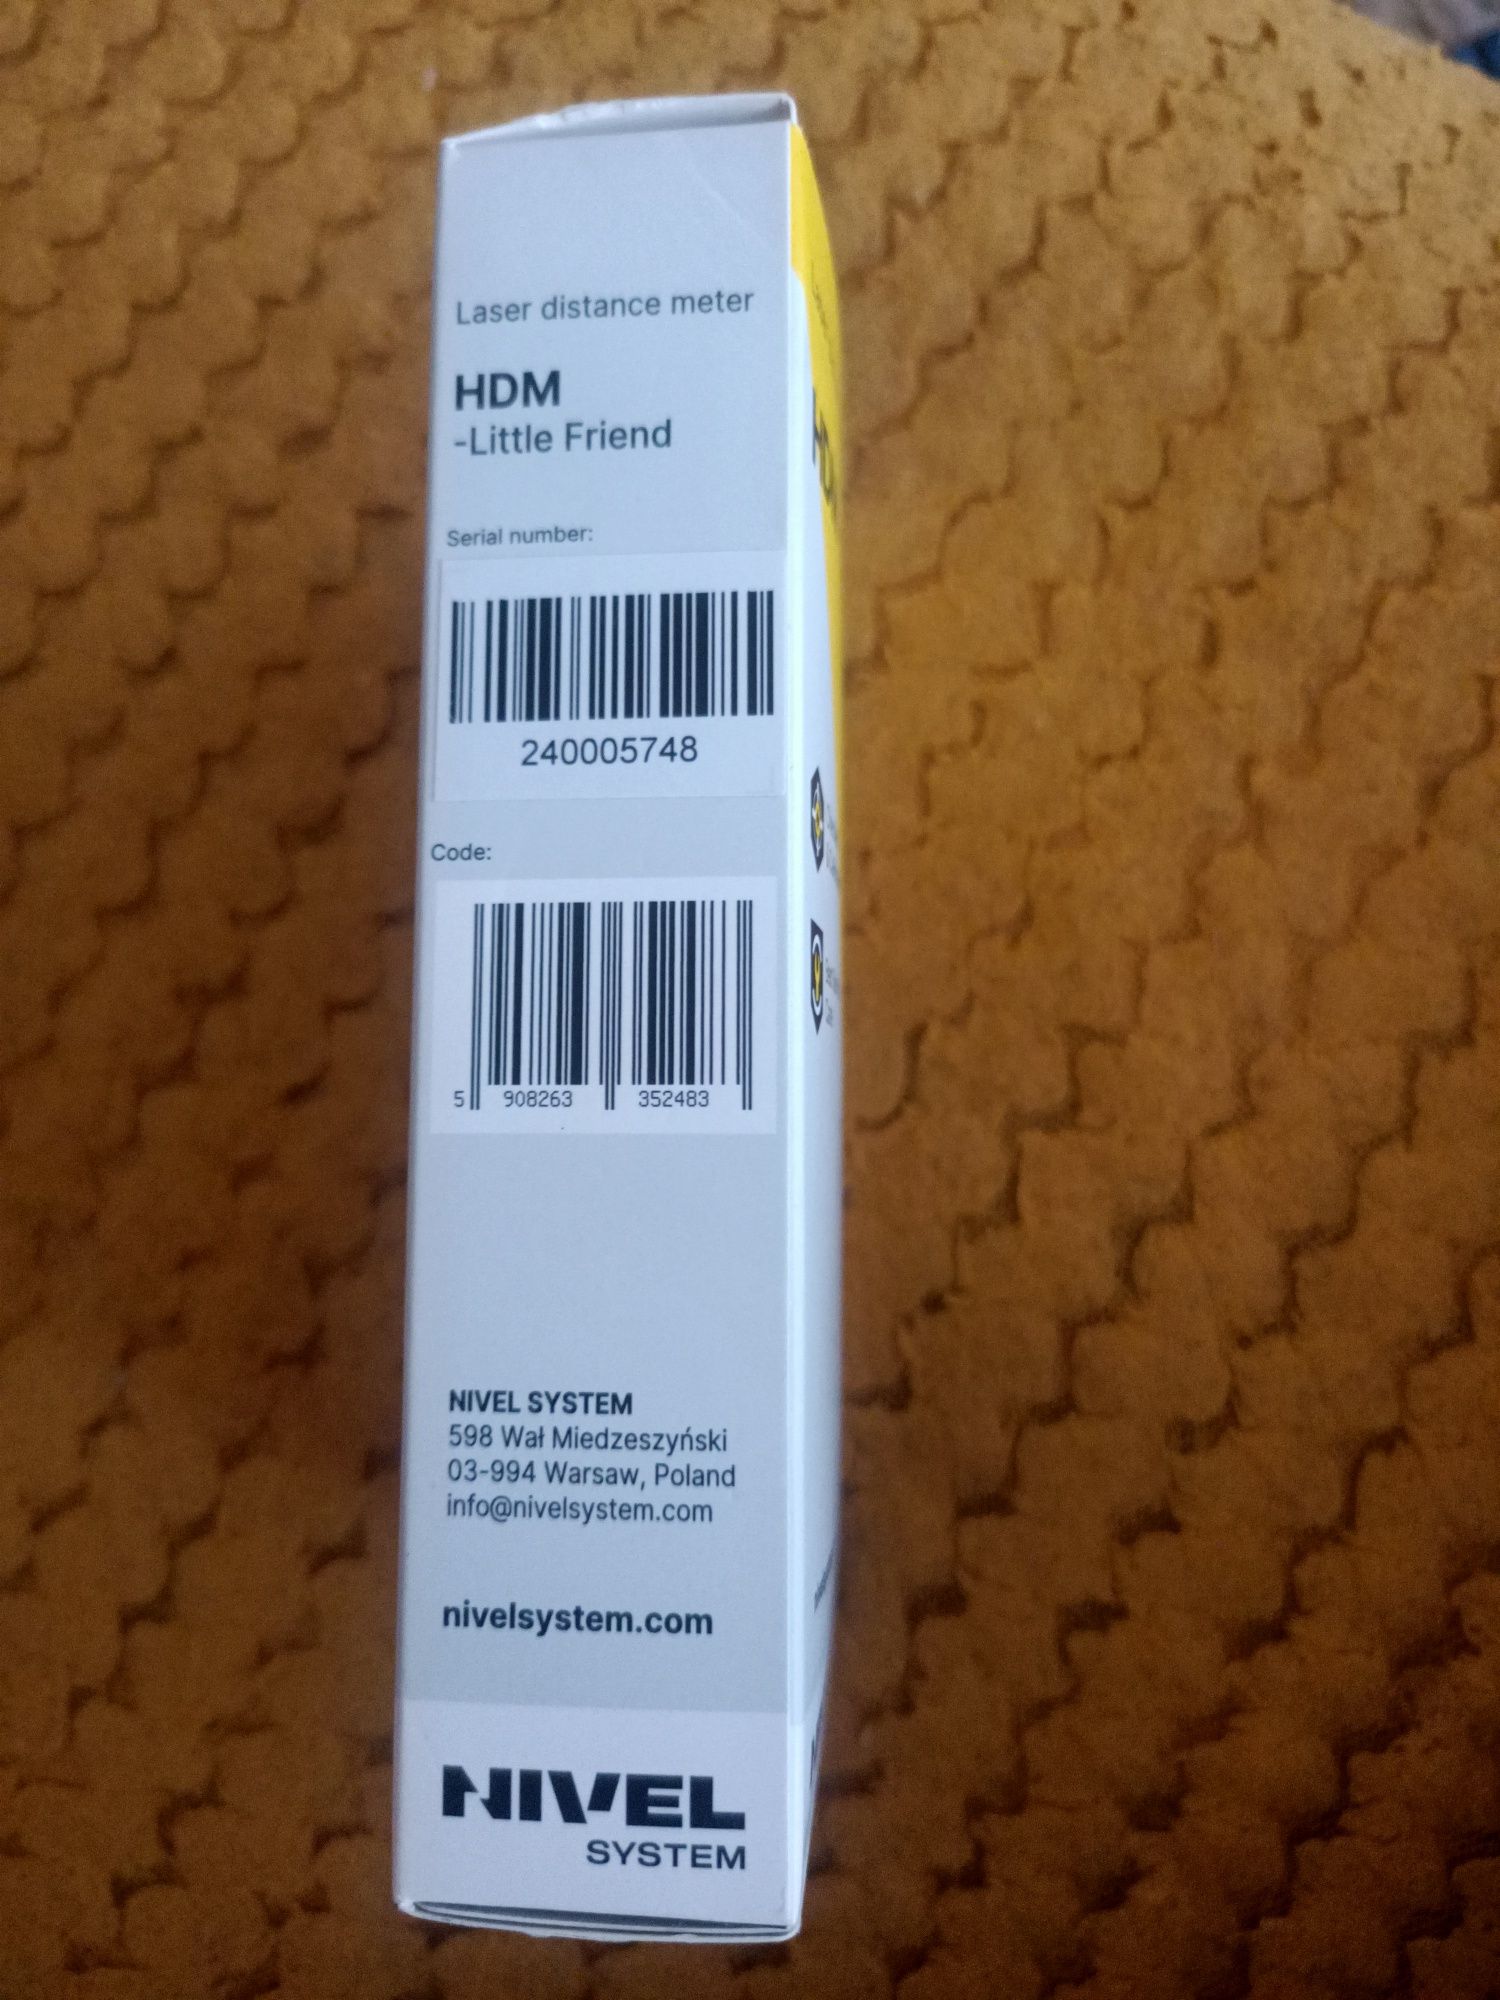 Laser distance meter
HDM
-Little Friend
Serial number:
240005748
Code:
5 908263 352483
NIVEL SYSTEM
598 Wał Miedzeszyński
03-994 Warsaw, Poland
info@nivelsystem.com
nivelsystem.com
NIVEL
SYSTEM